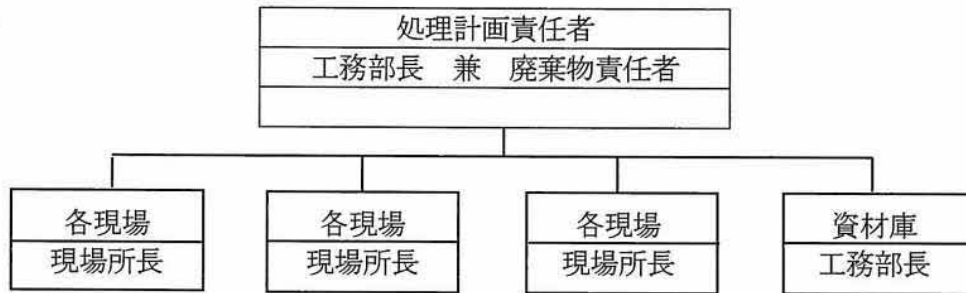 処理計画責任者
工務部長　兼　廃棄物責任者
各現場
現場所長
各現場
現場所長
各現場
現場所長
資材庫
工務部長